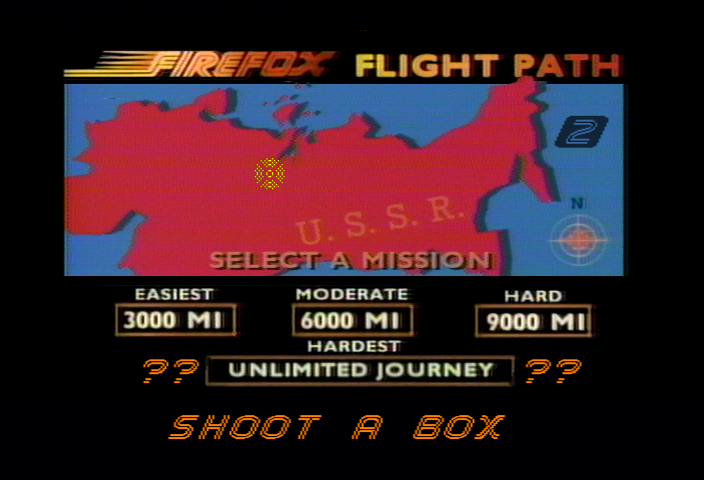 FIREFOX FLIGHT PATH
2
N
U. S. S. R.
SELECT A MISSION
EASIEST MODERATE HARD
3000 MI 6000 MI 9000 MI
HARDEST
?? UNLIMITED JOURNEY ??
SHOOT A BOX